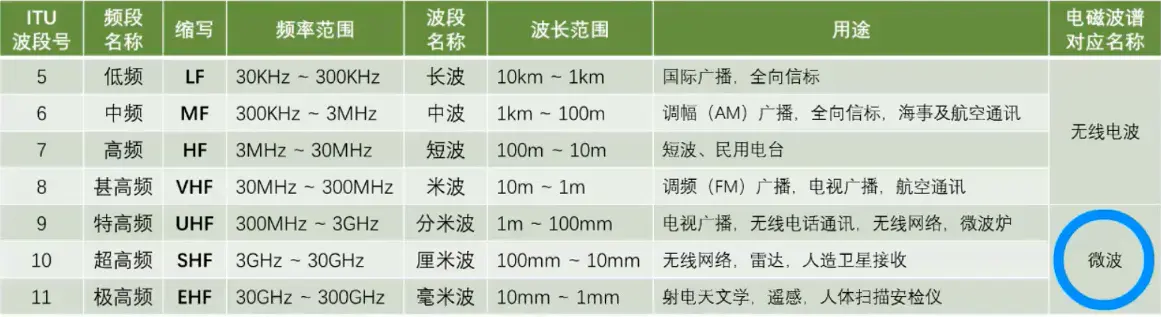 ITU 波段号 频段名称 缩写 频率范围 波段名称 波长范围 用途 电磁波谱对应名称
5 低频 LF 30KHz ~ 300KHz 长波 10km ~ 1km 国际广播，全向信标
6 中频 MF 300KHz ~ 3MHz 中波 1km ~ 100m 调幅（AM）广播，全向信标，海事及航空通讯
7 高频 HF 3MHz ~ 30MHz 短波 100m ~ 10m 短波、民用电台
无线电波
8 甚高频 VHF 30MHz ~ 300MHz 米波 10m ~ 1m 调频（FM）广播，电视广播，航空通讯
9 特高频 UHF 300MHz ~ 3GHz 分米波 1m ~ 100mm 电视广播，无线电话通讯，无线网络，微波炉
10 超高频 SHF 3GHz ~ 30GHz 厘米波 100mm ~ 10mm 无线网络，雷达，人造卫星接收
微波
11 极高频 EHF 30GHz ~ 300GHz 毫米波 10mm ~ 1mm 射电天文学，遥感，人体扫描安检仪